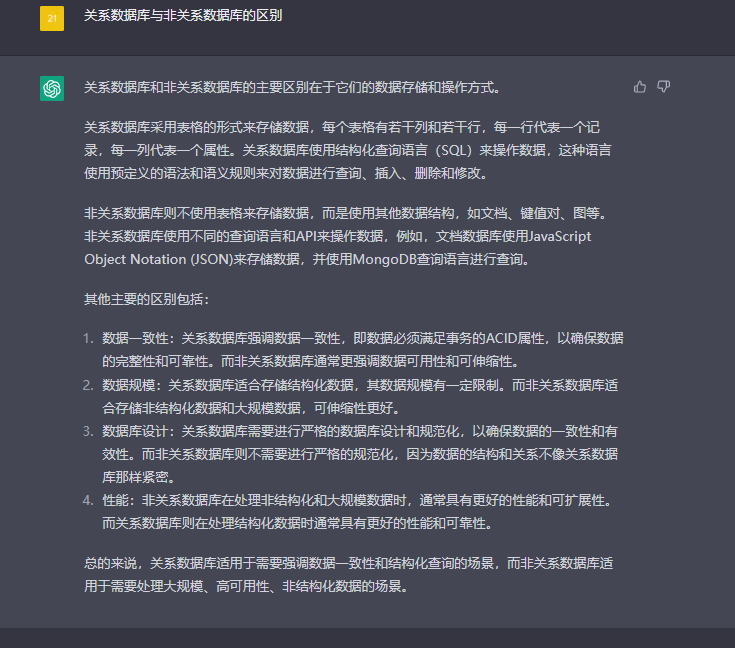 21
关系数据库与非关系数据库的区别
关系数据库和非关系数据库的主要区别在于它们的数据存储和操作方式。
关系数据库采用表格的形式来存储数据，每个表格有若干列和若干行，每一行代表一个记
录，每一列代表一个属性。关系数据库使用结构化查询语言（SQL）来操作数据，这种语言
使用预定义的语法和语义规则来对数据进行查询、插入、删除和修改。
非关系数据库则不使用表格来存储数据，而是使用其他数据结构，如文档、键值对、图等。
非关系数据库使用不同的查询语言和API来操作数据，例如，文档数据库使用JavaScript
Object Notation (JSON)来存储数据，并使用MongoDB查询语言进行查询。
其他主要的区别包括：
1. 数据一致性：关系数据库强调数据一致性，即数据必须满足事务的ACID属性，以确保数据
的完整性和可靠性。而非关系数据库通常更强调数据可用性和可伸缩性。
2. 数据规模：关系数据库适合存储结构化数据，其数据规模有一定限制。而非关系数据库适
合存储非结构化数据和大规模数据，可伸缩性更好。
3. 数据库设计：关系数据库需要进行严格的数据库设计和规范化，以确保数据的一致性和有
效性。而非关系数据库则不需要进行严格的规范化，因为数据的结构和关系不像关系数据
库那样紧密。
4. 性能：非关系数据库在处理非结构化和大规模数据时，通常具有更好的性能和可扩展性。
而关系数据库则在处理结构化数据时通常具有更好的性能和可靠性。
总的来说，关系数据库适用于需要强调数据一致性和结构化查询的场景，而非关系数据库适
用于需要处理大规模、高可用性、非结构化数据的场景。